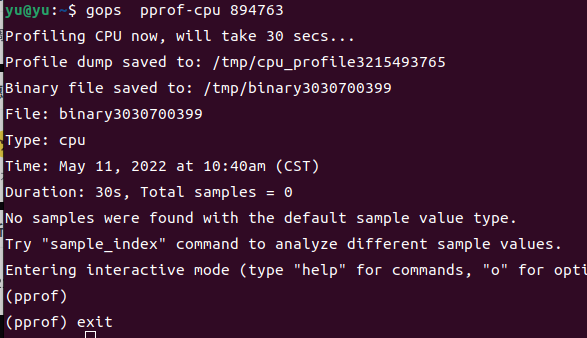 yu@yu:~$ gops  pprof-cpu 894763
Profiling CPU now, will take 30 secs...
Profile dump saved to: /tmp/cpu_profile3215493765
Binary file saved to: /tmp/binary3030700399
File: binary3030700399
Type: cpu
Time: May 11, 2022 at 10:40am (CST)
Duration: 30s, Total samples = 0
No samples were found with the default sample value type.
Try "sample_index" command to analyze different sample values.
Entering interactive mode (type "help" for commands, "o" for opti
(pprof)
(pprof) exit